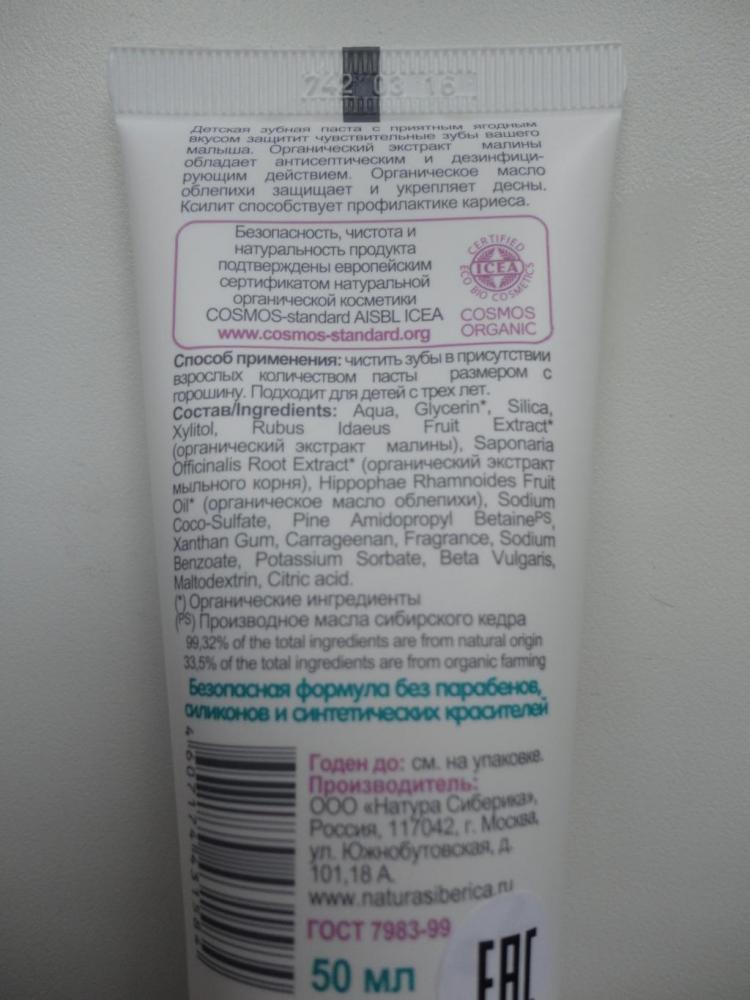 742 03 16
Детская зубная паста с приятным ягодным
вкусом защитит чувствительные зубы вашего
малыша. Органический экстракт малины
обладает антисептическим и дезинфици-
рующим действием. Органическое масло
облепихи защищает и укрепляет десны.
Ксилит способствует профилактике кариеса.
Безопасность, чистота и
натуральность продукта
подтверждены европейским
сертификатом натуральной
органической косметики
COSMOS-standard AISBL ICEA
www.cosmos-standard.org
CERTIFIED
ICEA
ECO BIO COSMETICS
COSMOS
ORGANIC
Способ применения: чистить зубы в присутствии
взрослых количеством пасты размером с
горошину. Подходит для детей с трех лет.
Состав/Ingredients: Aqua, Glycerin*, Silica,
Xylitol, Rubus Idaeus Fruit Extract*
(органический экстракт малины), Saponaria
Officinalis Root Extract* (органический экстракт
мыльного корня), Hippophae Rhamnoides Fruit
Oil* (органическое масло облепихи), Sodium
Coco-Sulfate, Pine Amidopropyl BetainePS,
Xanthan Gum, Carrageenan, Fragrance, Sodium
Benzoate, Potassium Sorbate, Beta Vulgaris,
Maltodextrin, Citric acid.
(*) Органические ингредиенты
(PS) Производное масла сибирского кедра
99,32% of the total ingredients are from natural origin
33,5% of the total ingredients are from organic farming
Безопасная формула без парабенов,
силиконов и синтетических красителей
Годен до: см. на упаковке.
Производитель:
ООО «Натура Сиберика»,
Россия, 117042, г. Москва,
ул. Южнобутовская, д.
101,18 А.
www.naturasiberica.ru
ГОСТ 7983-99
50 мл
EAC